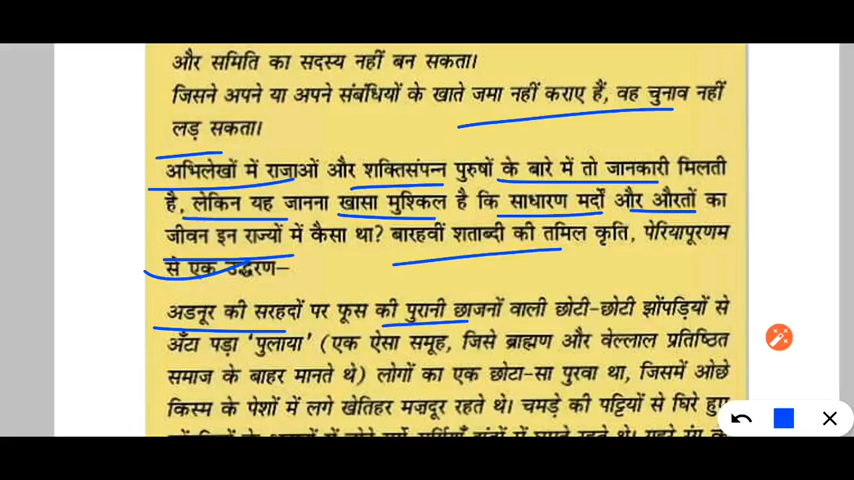 और समिति का सदस्य नहीं बन सकता।
जिसने अपने या अपने संबंधियों के खाते जमा नहीं कराए हैं, वह चुनाव नहीं
लड़ सकता।
अभिलेखों में राजाओं और शक्तिसंपन्न पुरुषों के बारे में तो जानकारी मिलती
है, लेकिन यह जानना खासा मुश्किल है कि साधारण मर्दों और औरतों का
जीवन इन राज्यों में कैसा था? बारहवीं शताब्दी की तमिल कृति, पेरियापूरणम
से एक उद्धरण–
अडनूर की सरहदों पर फूस की पुरानी छाजनों वाली छोटी-छोटी झोंपड़ियों से
अँटा पड़ा ‘पुलाया’ (एक ऐसा समूह, जिसे ब्राह्मण और वेल्लाल प्रतिष्ठित
समाज के बाहर मानते थे) लोगों का एक छोटा-सा पुरवा था, जिसमें ओछे
किस्म के पेशों में लगे खेतिहर मज़दूर रहते थे। चमड़े की पट्टियों से घिरे हुए